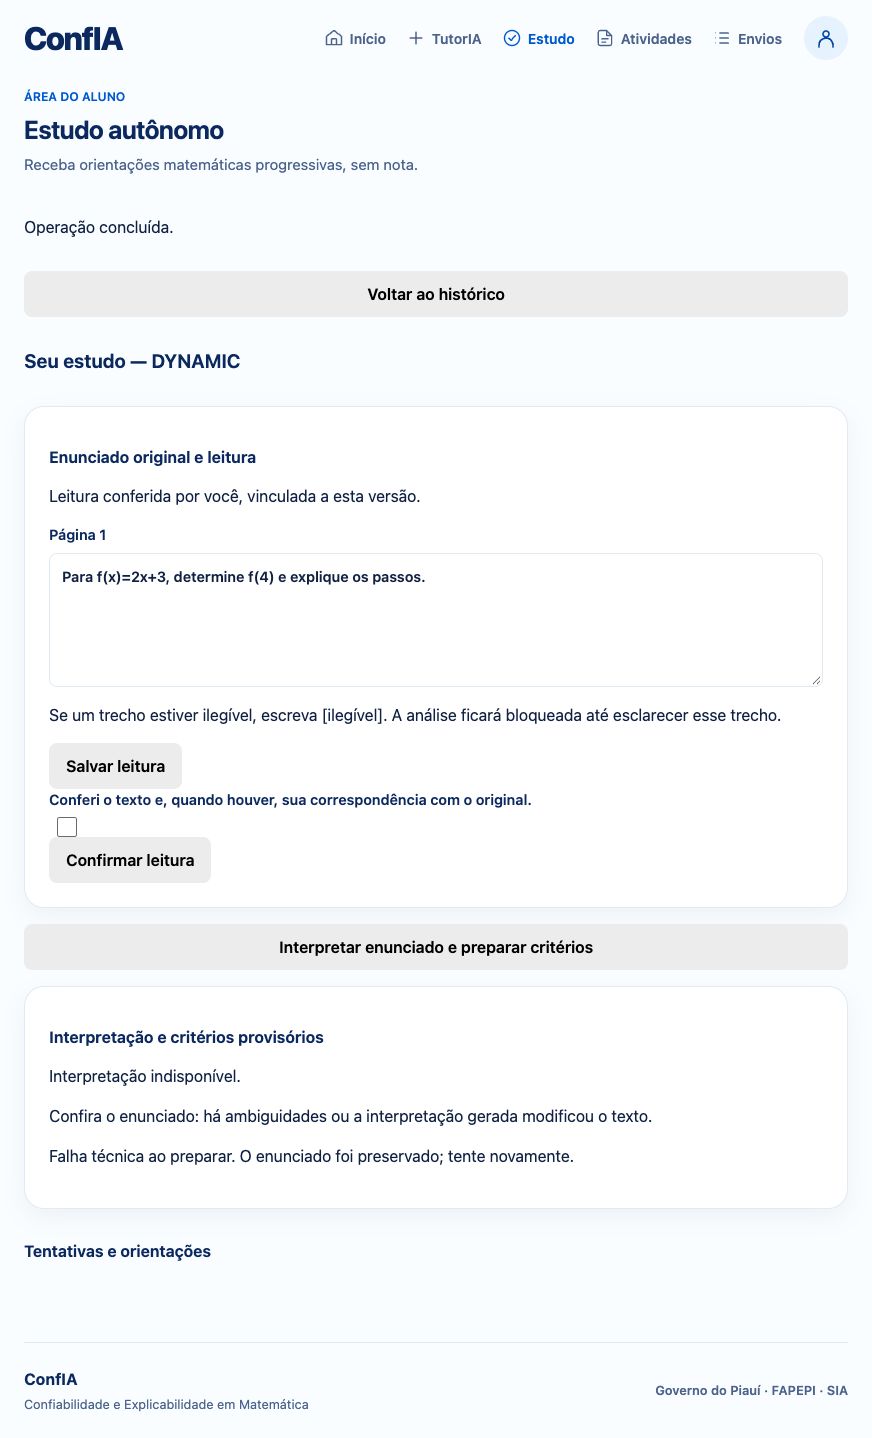 ConfIA
Início
TutorIA
Estudo
Atividades
Envios
ÁREA DO ALUNO
Estudo autônomo
Receba orientações matemáticas progressivas, sem nota.
Operação concluída.
Voltar ao histórico
Seu estudo — DYNAMIC
Enunciado original e leitura
Leitura conferida por você, vinculada a esta versão.
Página 1
Para f(x)=2x+3, determine f(4) e explique os passos.
Se um trecho estiver ilegível, escreva [ilegível]. A análise ficará bloqueada até esclarecer esse trecho.
Salvar leitura
Conferi o texto e, quando houver, sua correspondência com o original.
Confirmar leitura
Interpretar enunciado e preparar critérios
Interpretação e critérios provisórios
Interpretação indisponível.
Confira o enunciado: há ambiguidades ou a interpretação gerada modificou o texto.
Falha técnica ao preparar. O enunciado foi preservado; tente novamente.
Tentativas e orientações
ConfIA
Confiabilidade e Explicabilidade em Matemática
Governo do Piauí · FAPEPI · SIA